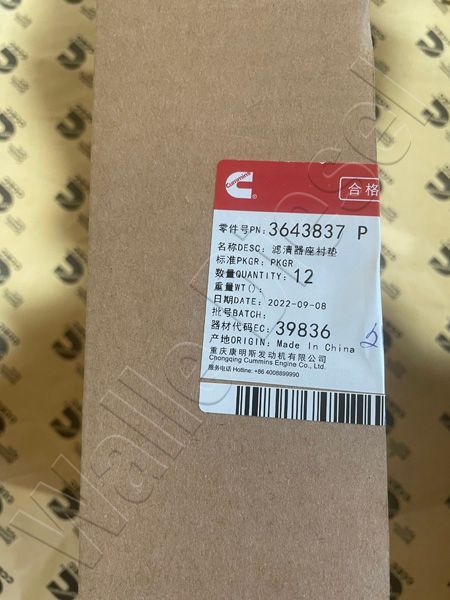 Cummins
合格
零件号PN: 3643837 P
名称DESC: 滤清器座衬垫
标准PKGR: PKGR
数量QUANTITY: 12
重量WT():
日期DATE: 2022-09-08
批号BATCH:
器材代码EC: 39836
产地ORIGIN: Made In China
重庆康明斯发动机有限公司
Chongqing Cummins Engine Co., Ltd.
服务电话 Hotline: +86 4008899990